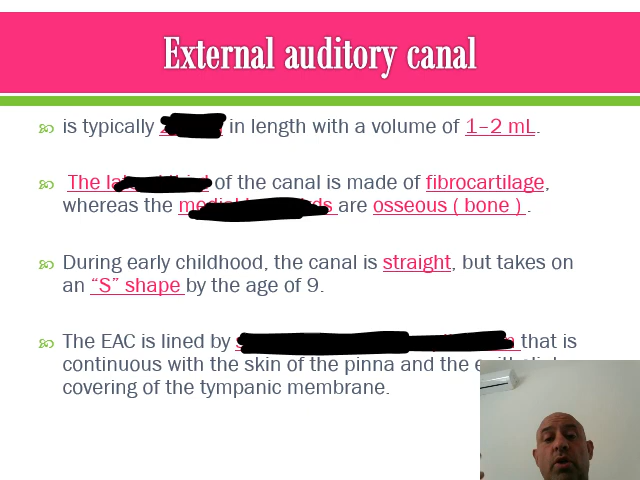 External auditory canal
is typically in length with a volume of 1–2 mL.
The of the canal is made of fibrocartilage,
whereas the are osseous ( bone ) .
During early childhood, the canal is straight, but takes on
an “S” shape by the age of 9.
The EAC is lined by that is
continuous with the skin of the pinna and the
covering of the tympanic membrane.